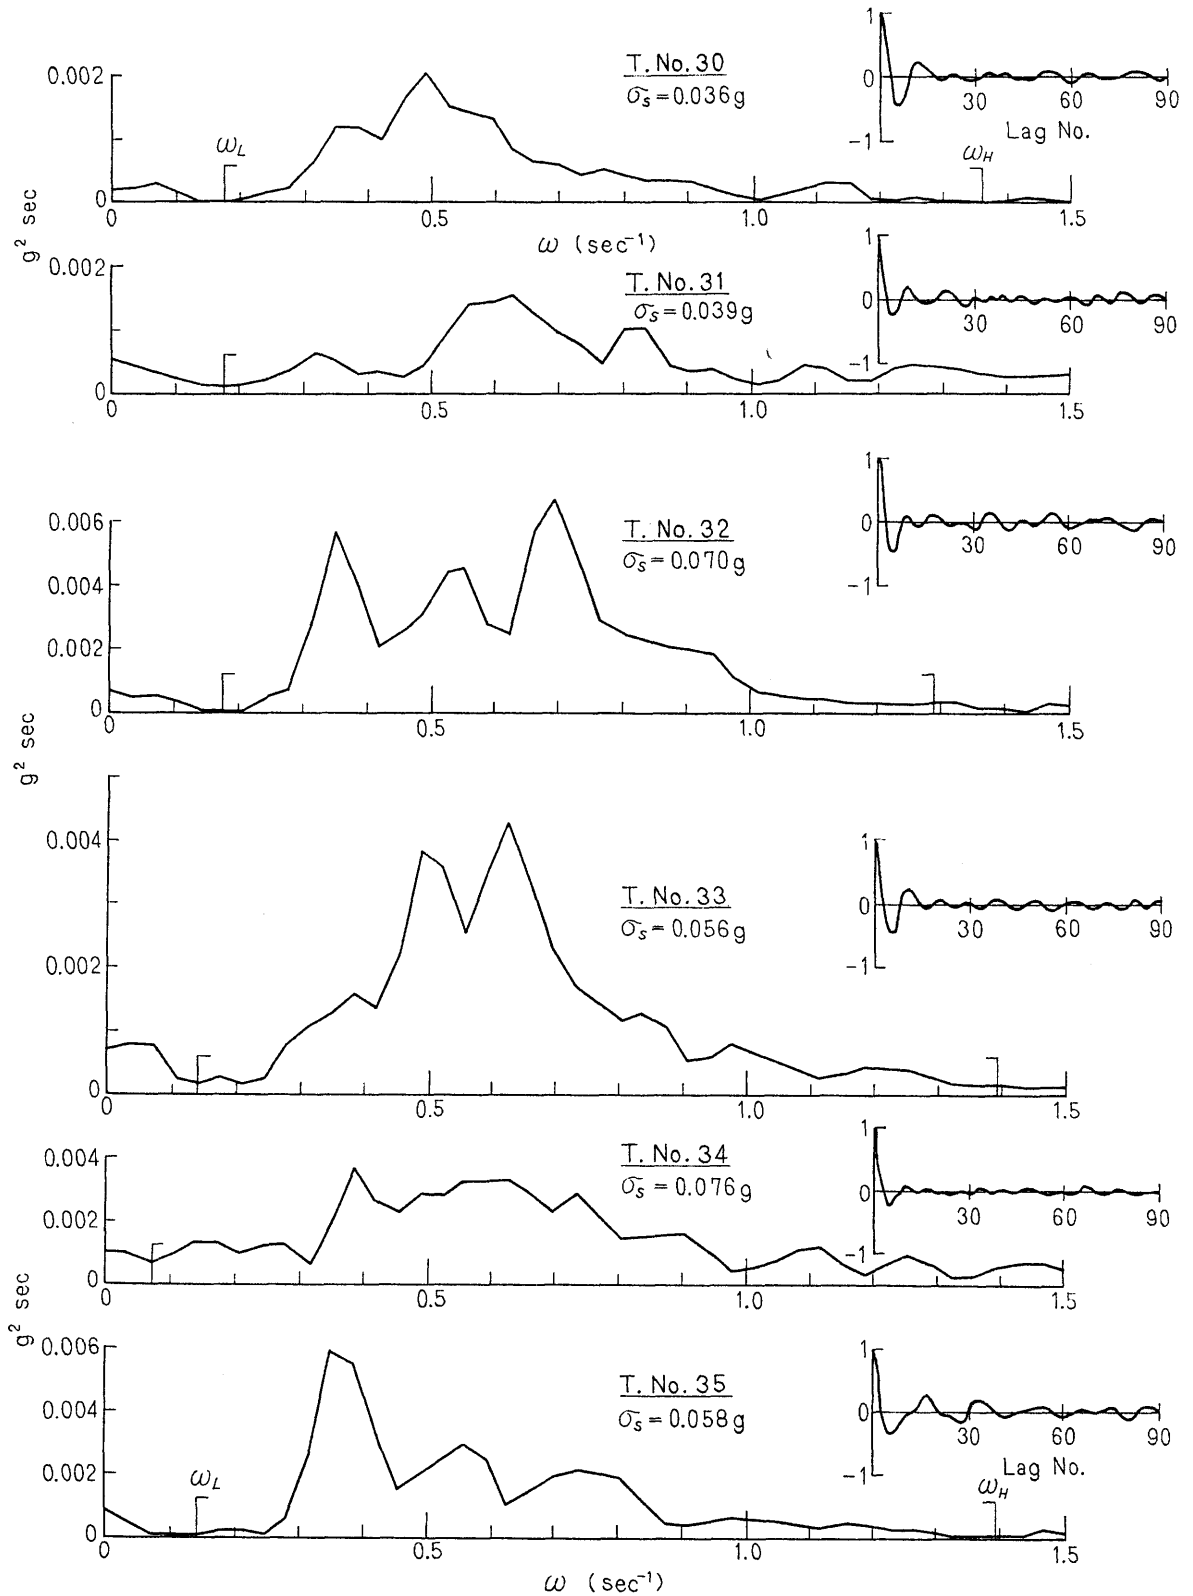 T. No. 30
σs = 0.036g
0.002
0
ωL
ωH
0 0.5 1.0 1.5
ω (sec⁻¹)
1
0
-1
30 60 90
Lag No.
g² sec
T. No. 31
σs = 0.039g
0.002
0
0 0.5 1.0 1.5
1
0
-1
30 60 90
T. No. 32
σs = 0.070g
0.006
0.004
0.002
0
0 0.5 1.0 1.5
1
0
-1
30 60 90
g² sec
T. No. 33
σs = 0.056g
0.004
0.002
0
0 0.5 1.0 1.5
1
0
-1
30 60 90
T. No. 34
σs = 0.076g
0.004
0.002
0
0 0.5 1.0 1.5
1
0
-1
30 60 90
g² sec
T. No. 35
σs = 0.058g
0.006
0.004
0.002
0
ωL
ωH
0 0.5 1.0 1.5
ω (sec⁻¹)
1
0
-1
30 60 90
Lag No.